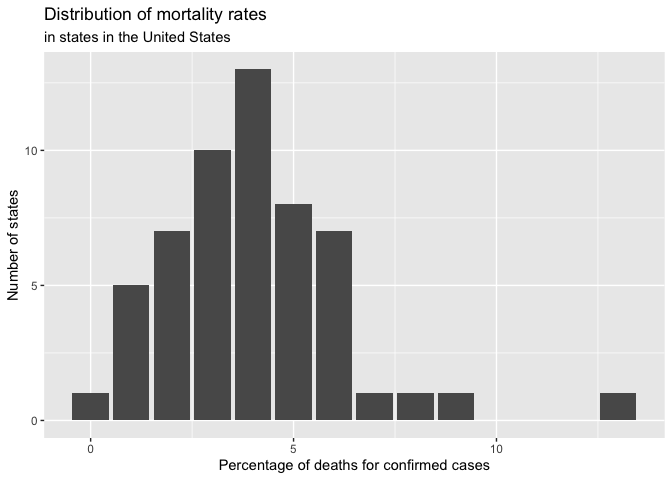 Distribution of mortality rates
in states in the United States
Number of states
10
5
0
0 5 10
Percentage of deaths for confirmed cases